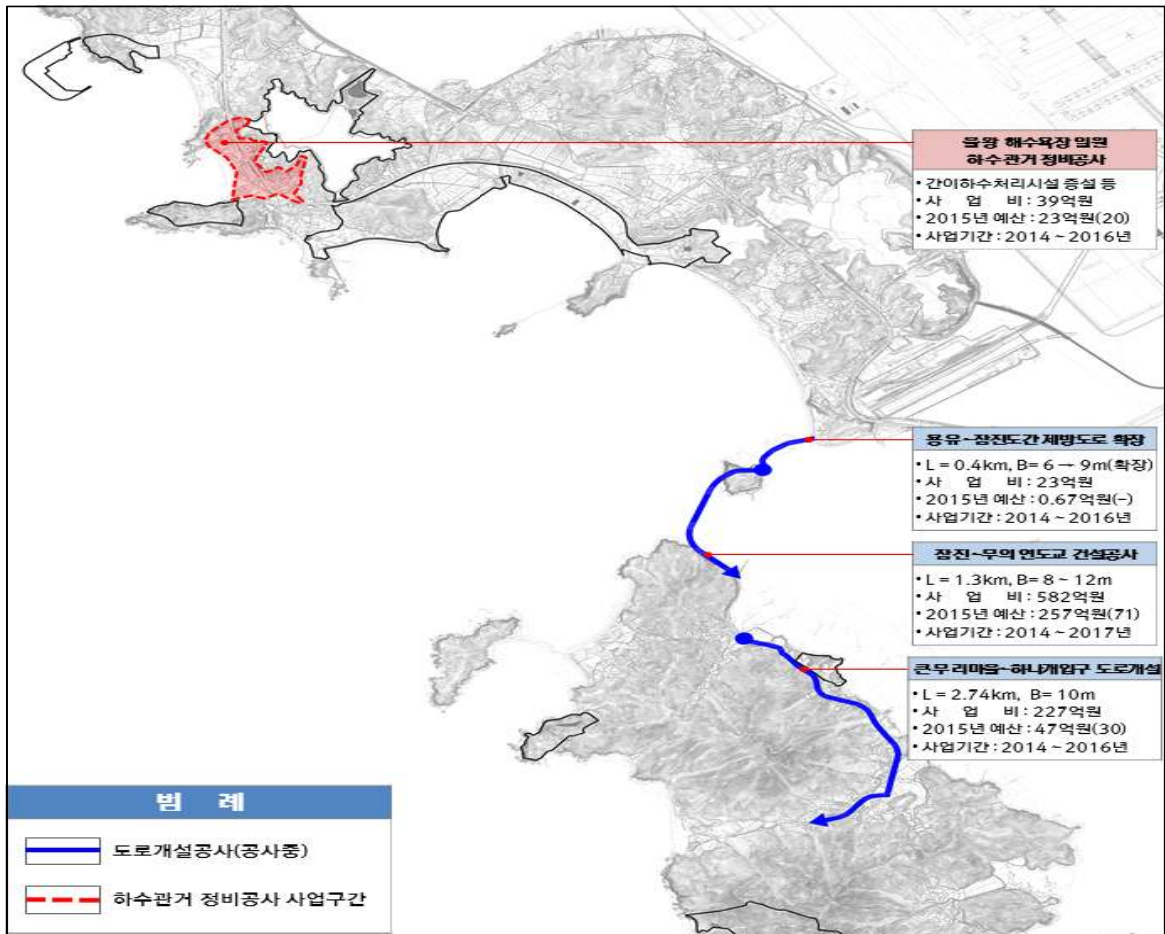 을왕 해수욕장 일원
하수관거 정비공사
• 간이하수처리시설 증설 등
• 사 업 비 : 39억원
• 2015년 예산 : 23억원(20)
• 사업기간 : 2014 ~ 2016년
용유~잠진도간 제방도로 확장
• L = 0.4km, B= 6 → 9m(확장)
• 사 업 비 : 23억원
• 2015년 예산 : 0.67억원(-)
• 사업기간 : 2014 ~ 2016년
잠진~무의 연도교 건설공사
• L = 1.3km, B= 8 ~ 12m
• 사 업 비 : 582억원
• 2015년 예산 : 257억원(71)
• 사업기간 : 2014 ~ 2017년
큰무리마을~하나개입구 도로개설
• L = 2.74km, B= 10m
• 사 업 비 : 227억원
• 2015년 예산 : 47억원(30)
• 사업기간 : 2014 ~ 2016년
범 례
도로개설공사(공사중)
하수관거 정비공사 사업구간